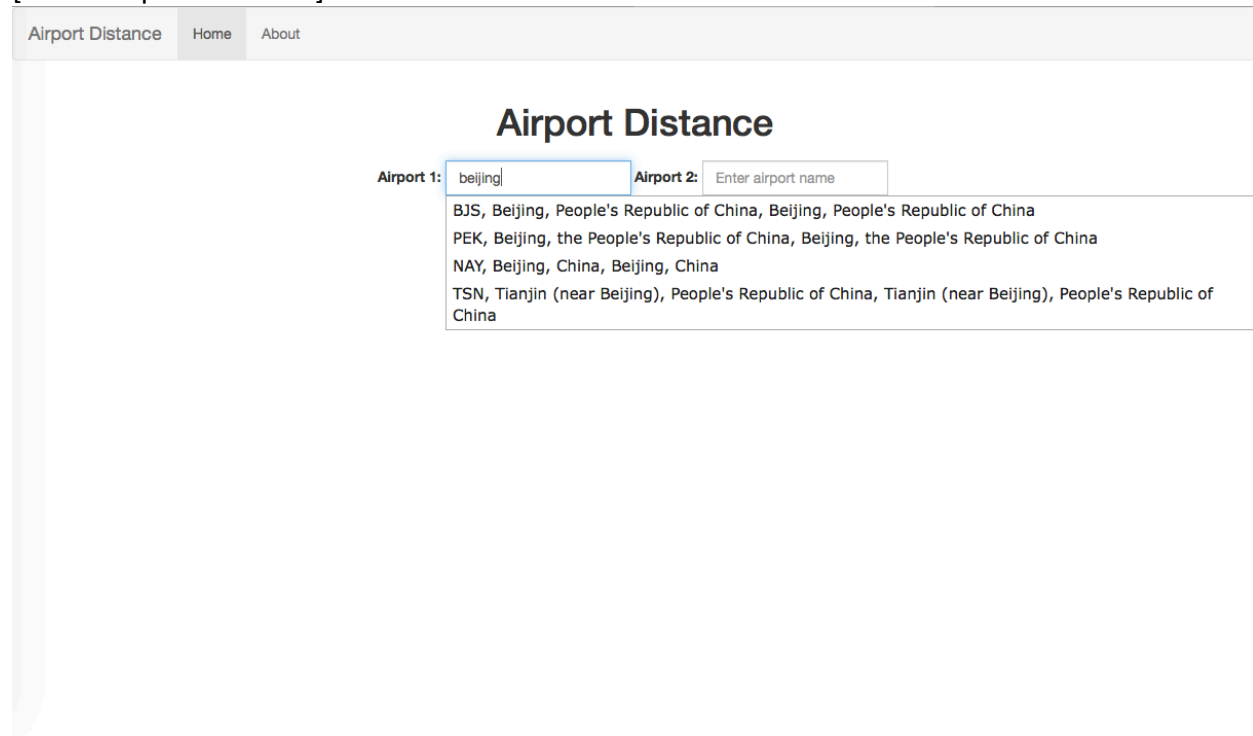 Airport Distance Home About
Airport Distance
Airport 1: beijing Airport 2: Enter airport name
BJS, Beijing, People's Republic of China, Beijing, People's Republic of China
PEK, Beijing, the People's Republic of China, Beijing, the People's Republic of China
NAY, Beijing, China, Beijing, China
TSN, Tianjin (near Beijing), People's Republic of China, Tianjin (near Beijing), People's Republic of
China